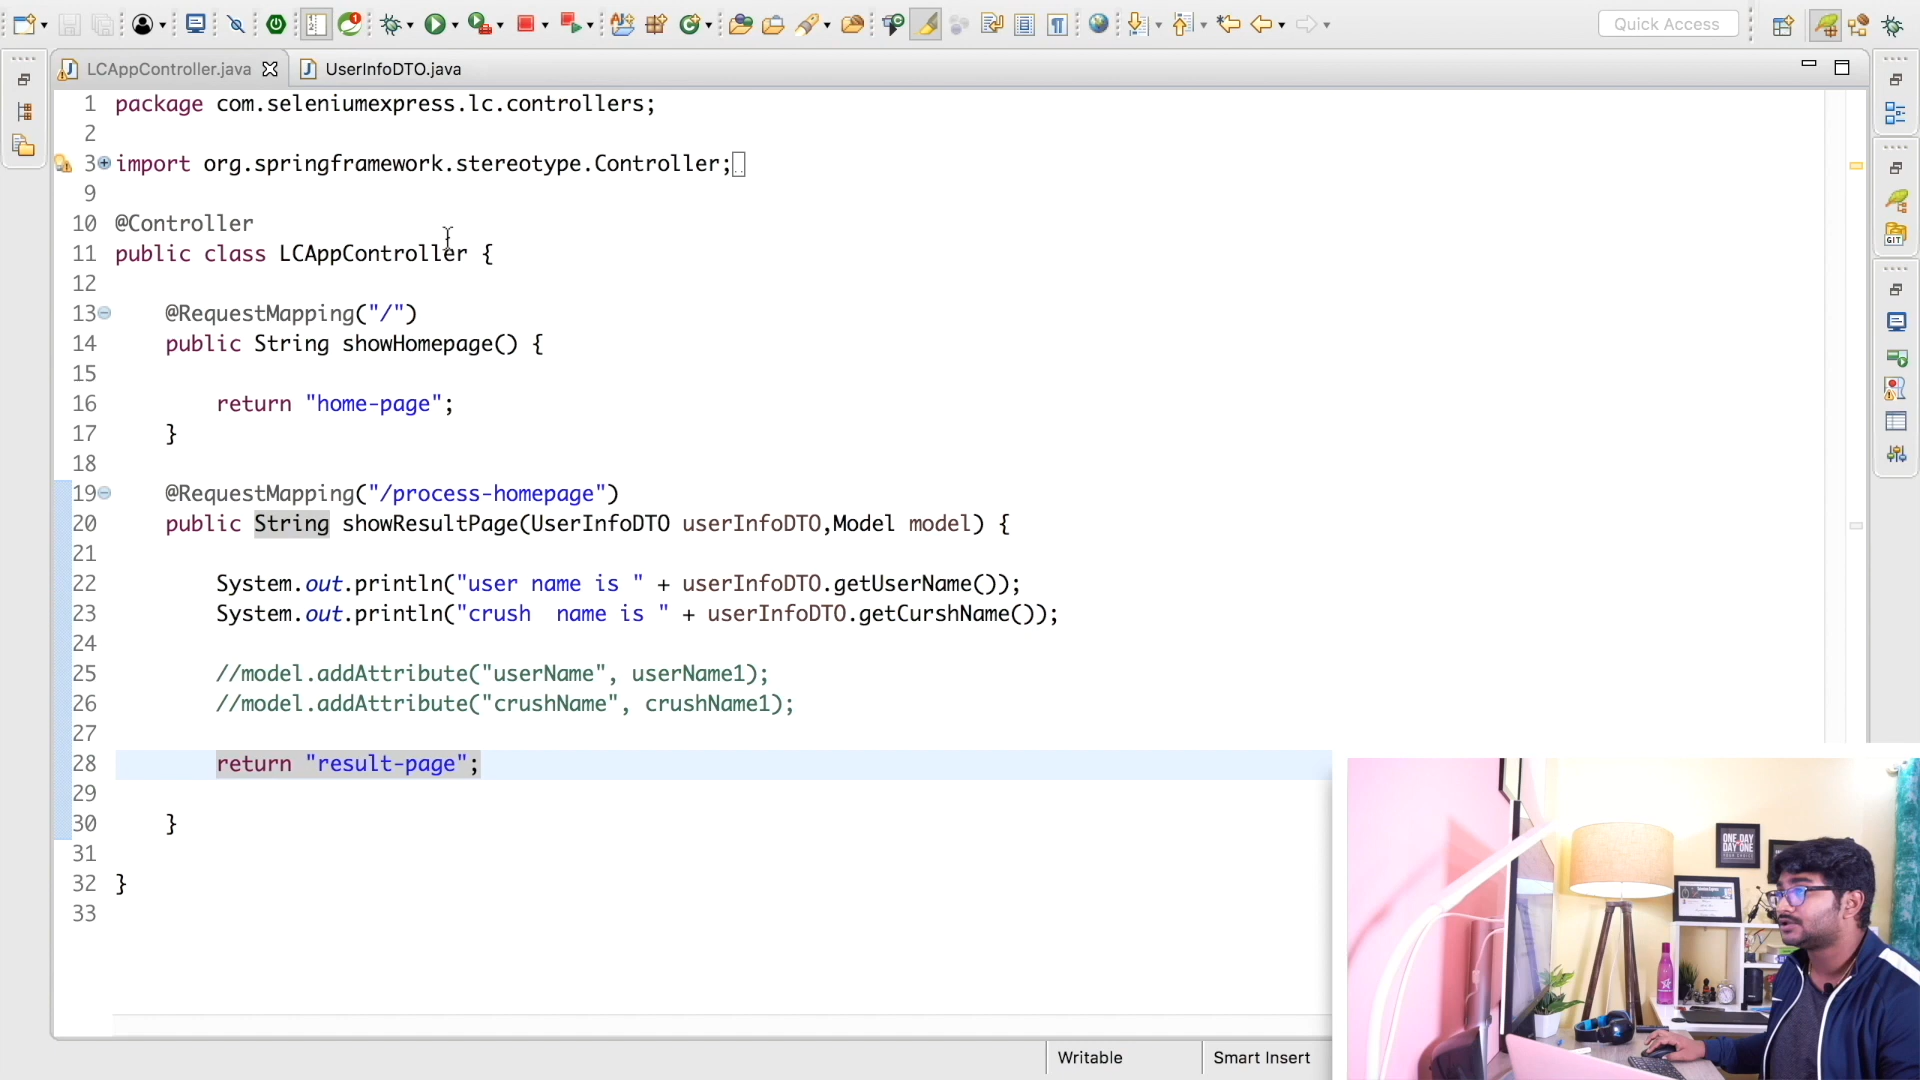 Quick Access
LCAppController.java
UserInfoDTO.java
1 package com.seleniumexpress.lc.controllers;
2
3 import org.springframework.stereotype.Controller;
9
10 @Controller
11 public class LCAppController {
12
13 @RequestMapping("/")
14 public String showHomepage() {
15
16 return "home-page";
17 }
18
19 @RequestMapping("/process-homepage")
20 public String showResultPage(UserInfoDTO userInfoDTO,Model model) {
21
22 System.out.println("user name is " + userInfoDTO.getUserName());
23 System.out.println("crush  name is " + userInfoDTO.getCurshName());
24
25 //model.addAttribute("userName", userName1);
26 //model.addAttribute("crushName", crushName1);
27
28 return "result-page";
29
30 }
31
32 }
33
GIT
ONE DAY
DAY ONE
Writable
Smart Insert